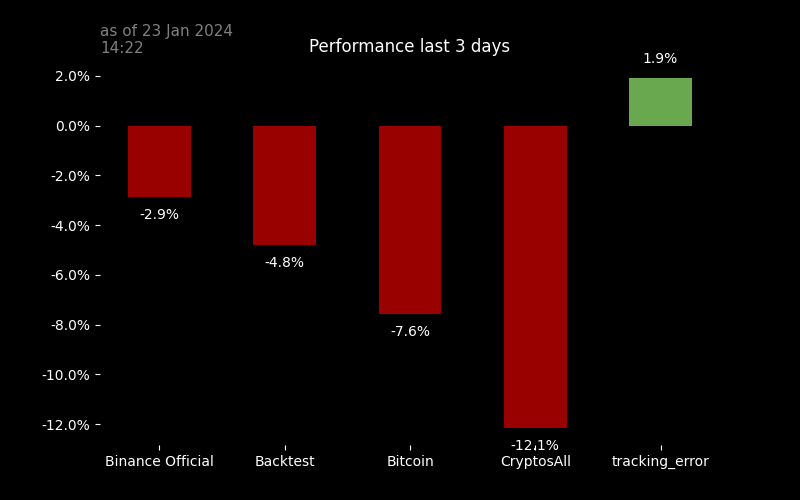 as of 23 Jan 2024
14:22
Performance last 3 days
1.9%
2.0%
0.0%
-2.0%
-4.0%
-6.0%
-8.0%
-10.0%
-12.0%
-2.9%
-4.8%
-7.6%
-12.1%
Binance Official
Backtest
Bitcoin
CryptosAll
tracking_error